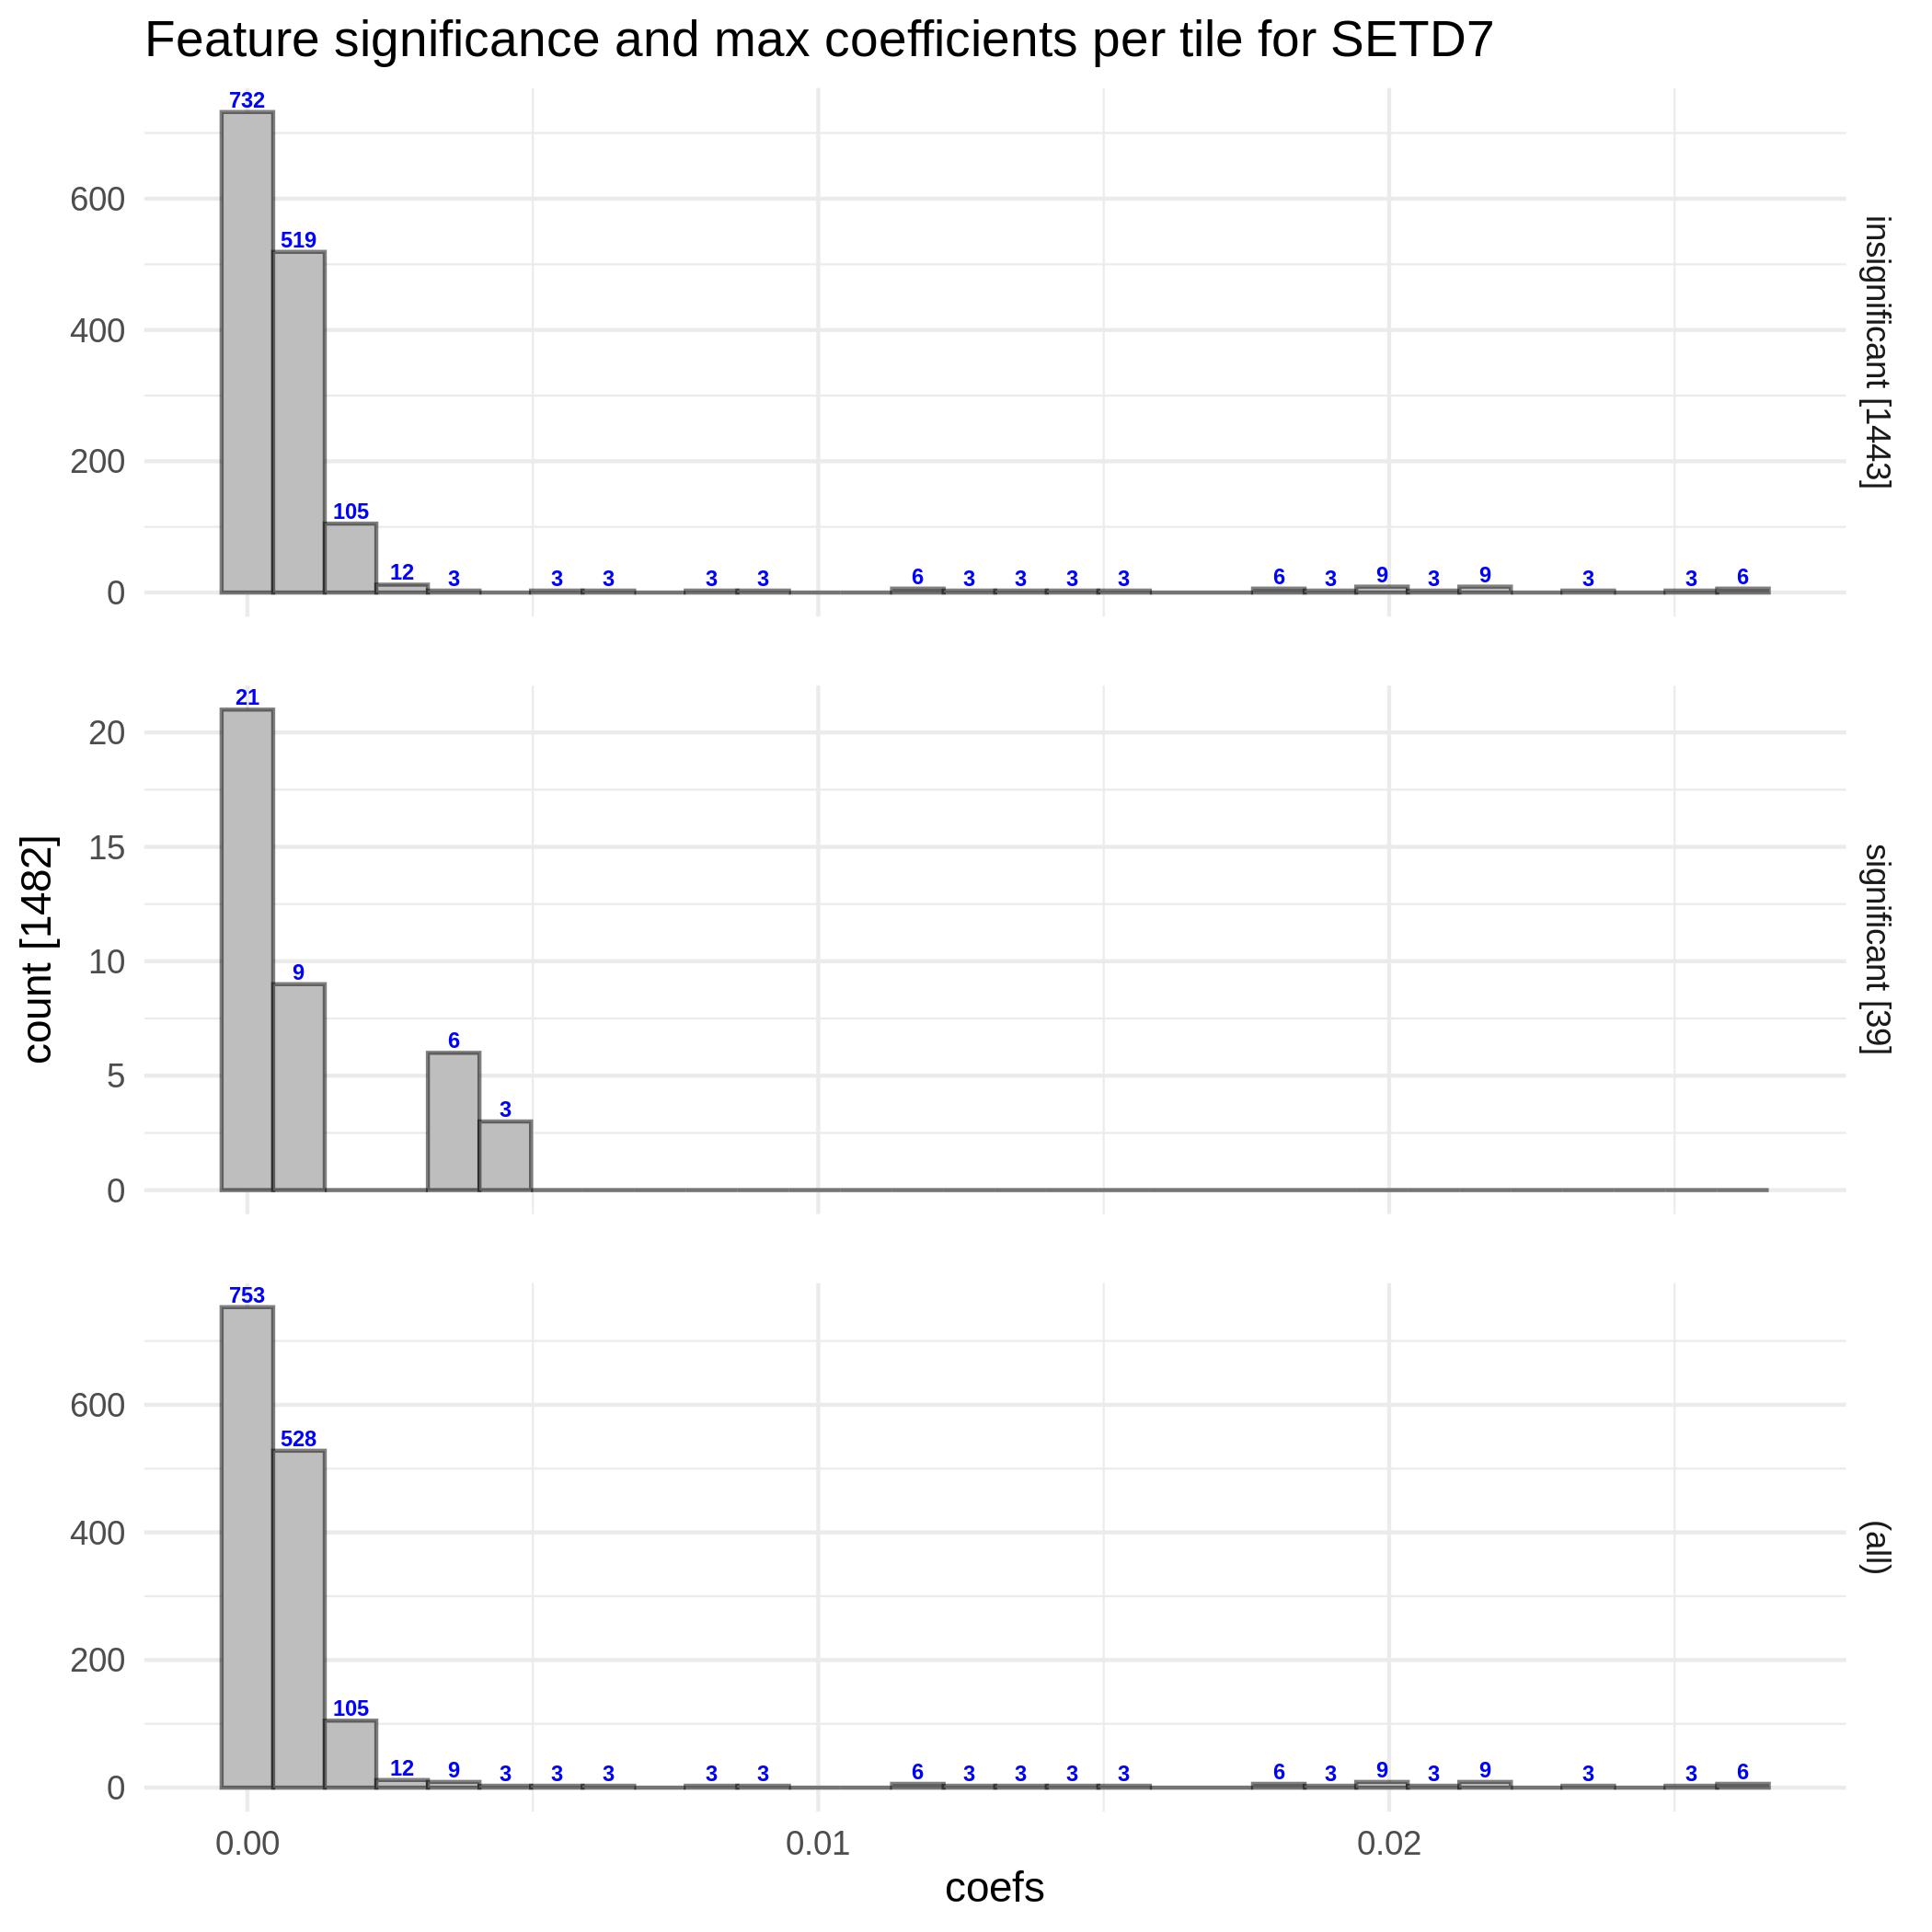 Feature significance and max coefficients per tile for SETD7
732
519
105
12 3 3 3 3 3 6 3 3 3 3 6 3 9 3 9 3 3 6
600
400
200
0
insignificant [1443]
21
9
6
3
20
15
10
5
0
significant [39]
count [1482]
753
528
105
12 9 3 3 3 3 3 6 3 3 3 3 6 3 9 3 9 3 3 6
600
400
200
0
(all)
0.00 0.01 0.02
coefs